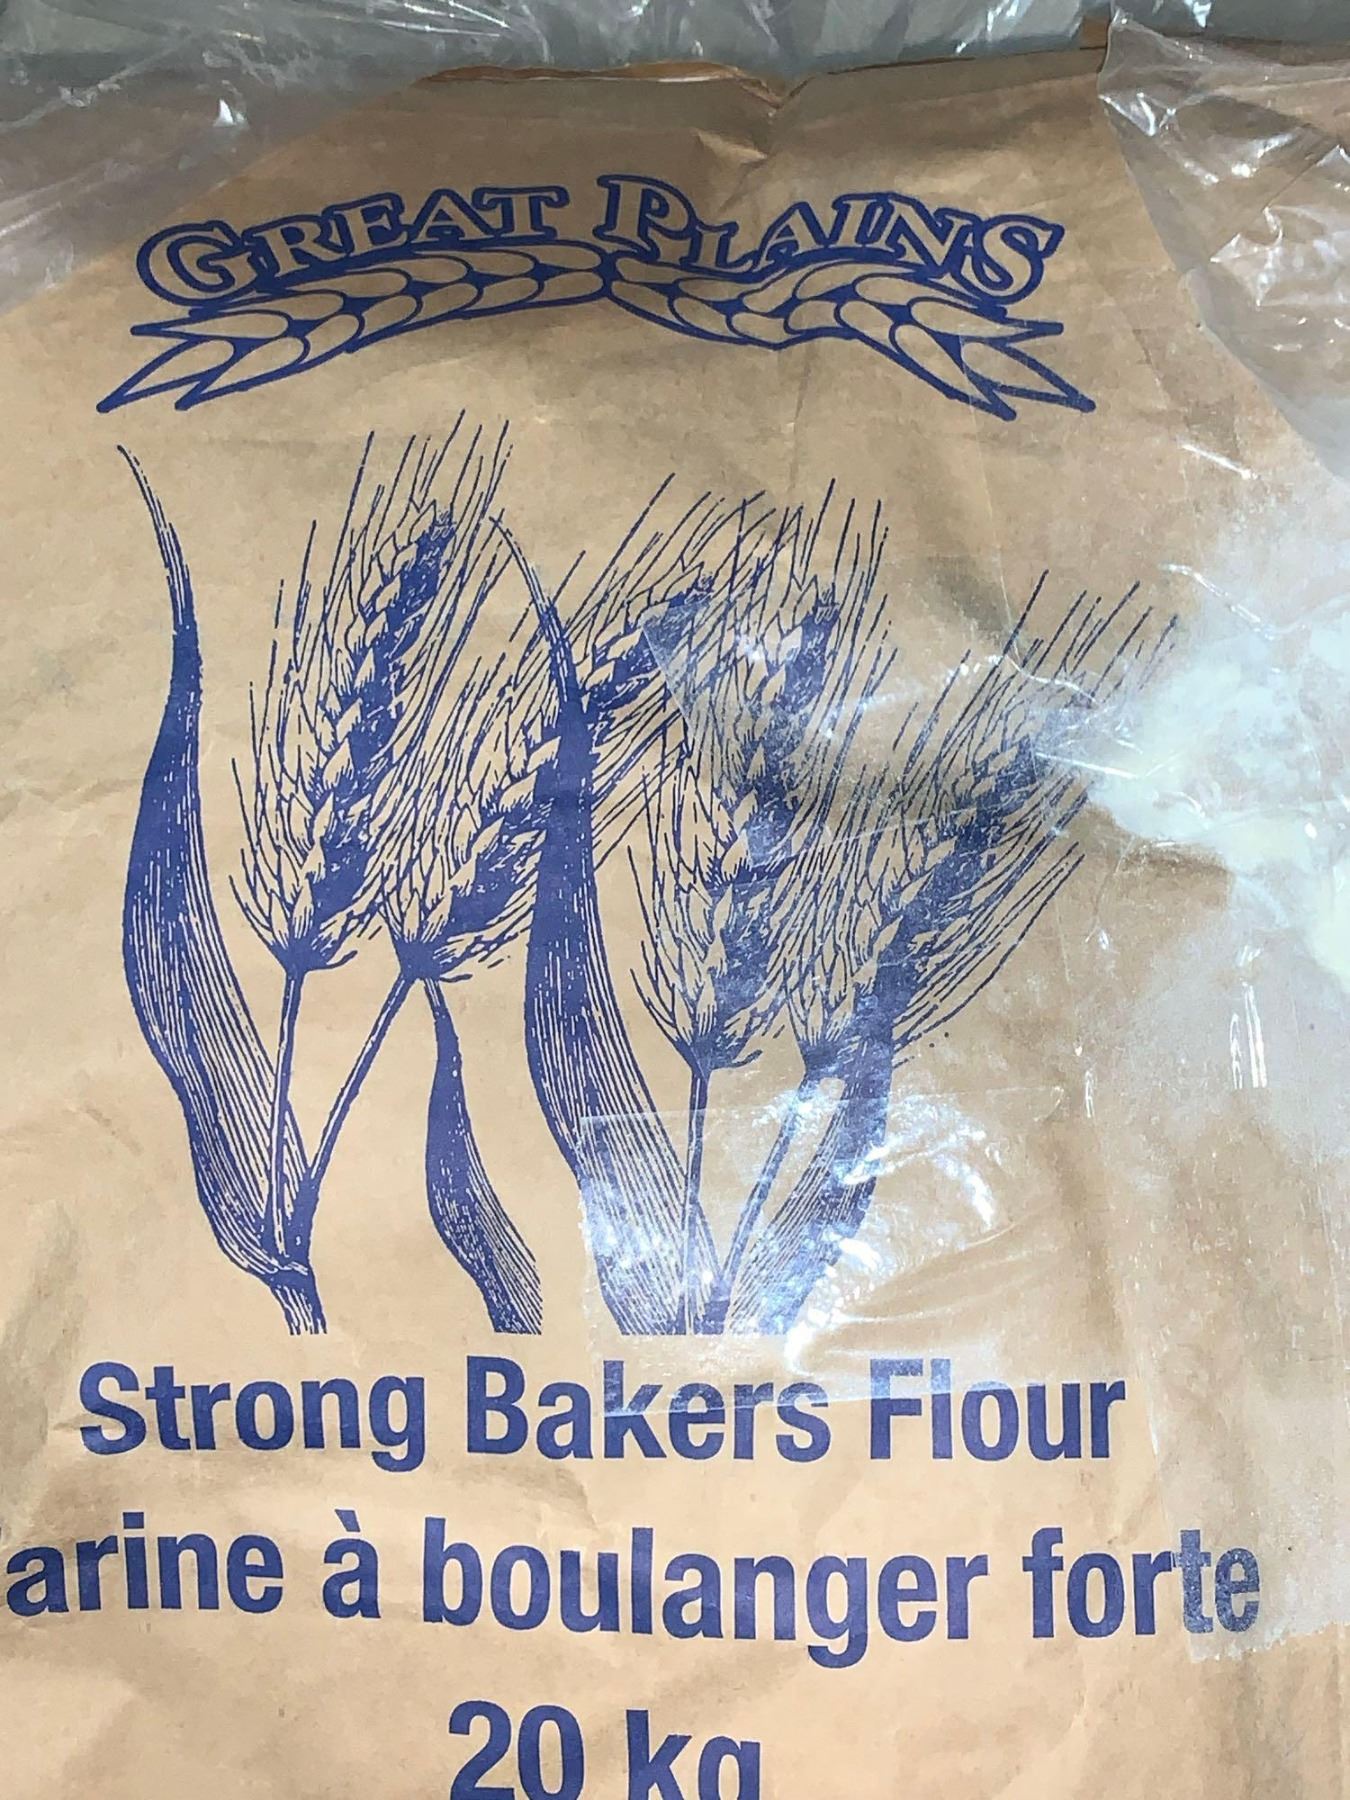 GREAT PLAINS
Strong Bakers Flour
arine à boulanger forte
20 kg